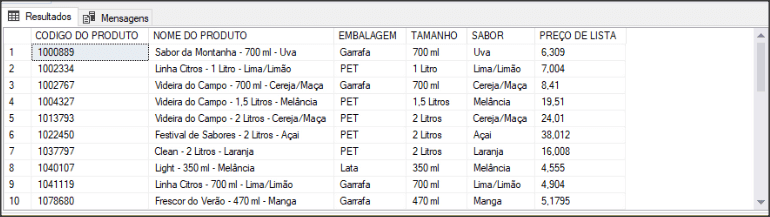 Resultados Mensagens
CODIGO DO PRODUTO NOME DO PRODUTO EMBALAGEM TAMANHO SABOR PREÇO DE LISTA
1 1000889 Sabor da Montanha - 700 ml - Uva Garrafa 700 ml Uva 6,309
2 1002334 Linha Citros - 1 Litro - Lima/Limão PET 1 Litro Lima/Limão 7,004
3 1002767 Videira do Campo - 700 ml - Cereja/Maça Garrafa 700 ml Cereja/Maça 8,41
4 1004327 Videira do Campo - 1,5 Litros - Melância PET 1,5 Litros Melância 19,51
5 1013793 Videira do Campo - 2 Litros - Cereja/Maça PET 2 Litros Cereja/Maça 24,01
6 1022450 Festival de Sabores - 2 Litros - Açai PET 2 Litros Açai 38,012
7 1037797 Clean - 2 Litros - Laranja PET 2 Litros Laranja 16,008
8 1040107 Light - 350 ml - Melância Lata 350 ml Melância 4,555
9 1041119 Linha Citros - 700 ml - Lima/Limão Garrafa 700 ml Lima/Limão 4,904
10 1078680 Frescor do Verão - 470 ml - Manga Garrafa 470 ml Manga 5,1795